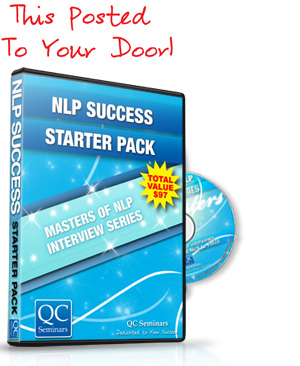 This Posted
To Your Door!
NLP SUCCESS
STARTER PACK
TOTAL
VALUE
$97
MASTERS OF NLP
INTERVIEW SERIES
QC
Seminars
Dedicated to Your Success
NLP SUCCESS STARTER PACK
QC
Seminars